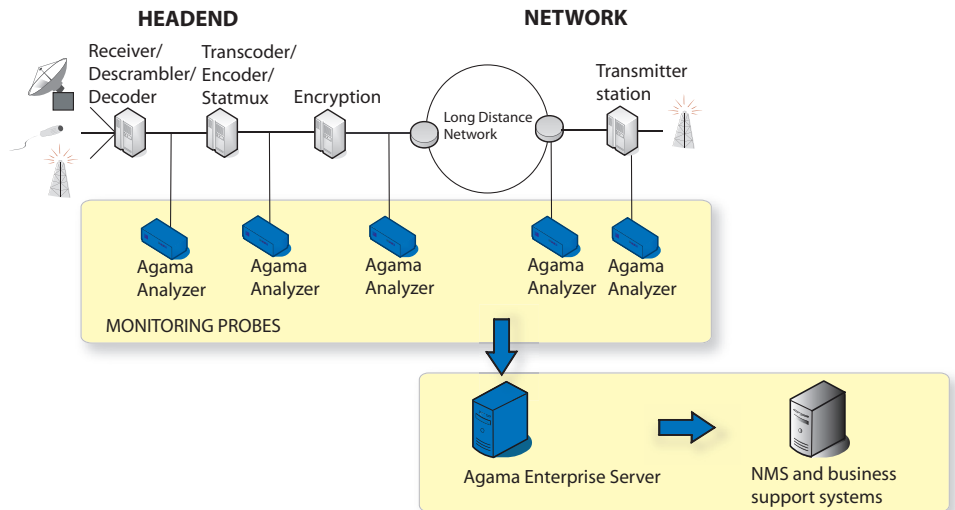 HEADEND
NETWORK
Receiver/
Descrambler/
Decoder
Transcoder/
Encoder/
Statmux
Encryption
Long Distance
Network
Transmitter
station
Agama
Analyzer
Agama
Analyzer
Agama
Analyzer
Agama
Analyzer
Agama
Analyzer
MONITORING PROBES
Agama Enterprise Server
NMS and business
support systems